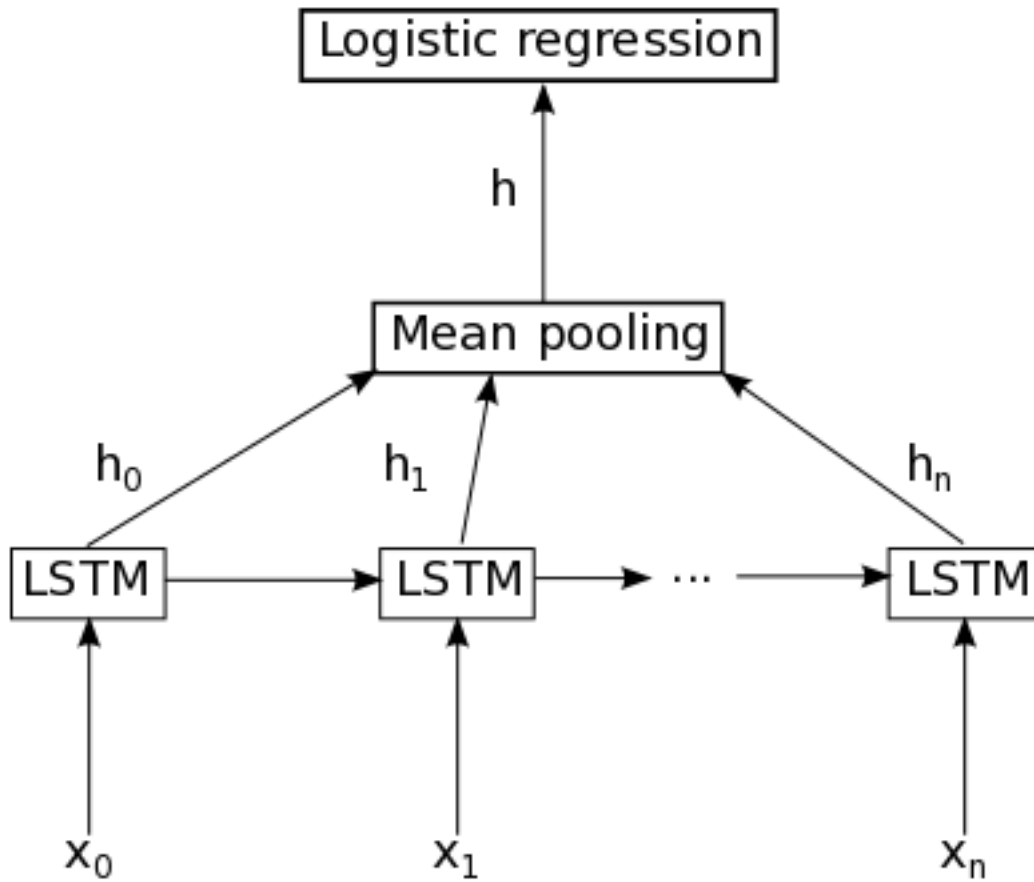 Logistic regression
h
Mean pooling
h₀ h₁ hₙ
LSTM LSTM ... LSTM
x₀ x₁ xₙ